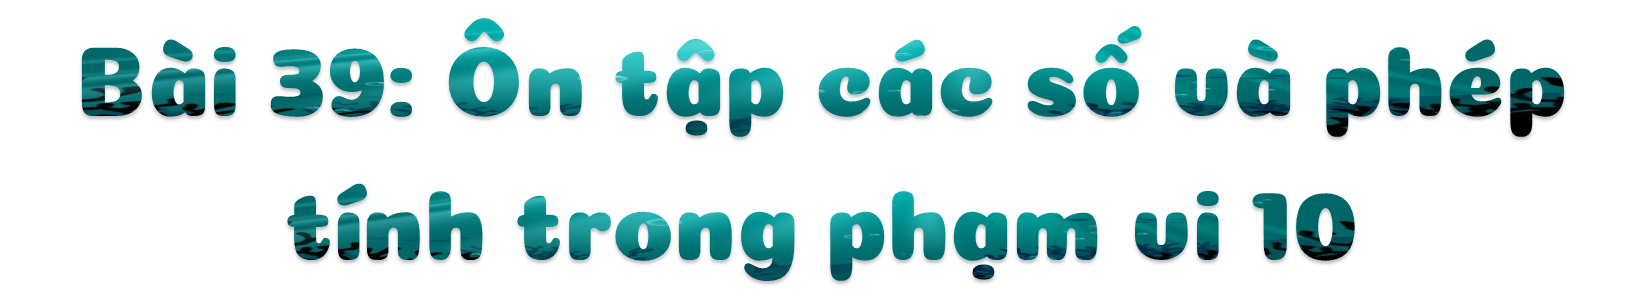 Bài 39: Ôn tập các số và phép
tính trong phạm vi 10